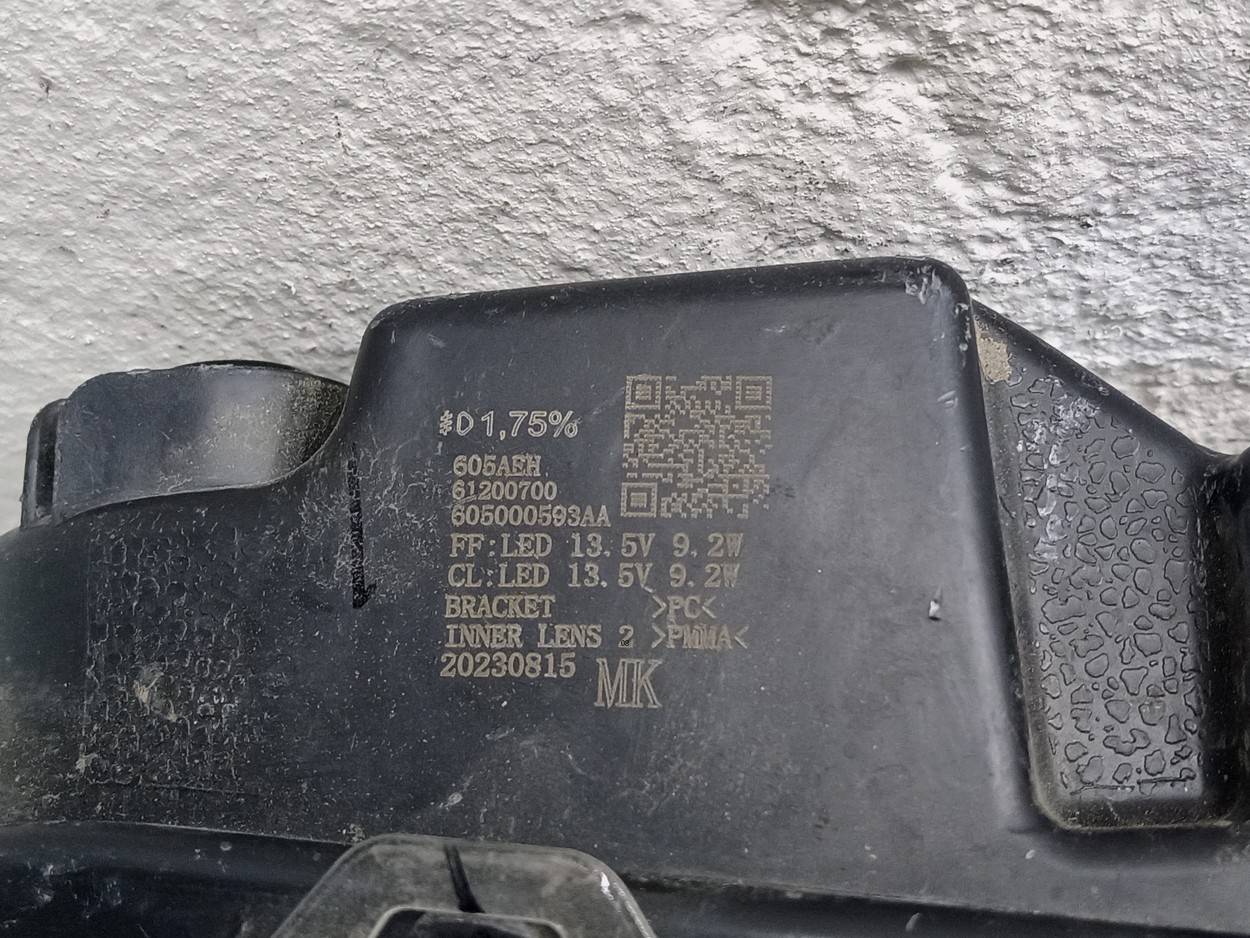 D 1,75%
605AEH
61200700
605000593AA
FF:LED 13.5V 9.2W
CL:LED 13.5V 9.2W
BRACKET >PC<
INNER LENS 2 >PMMA<
20230815 MK